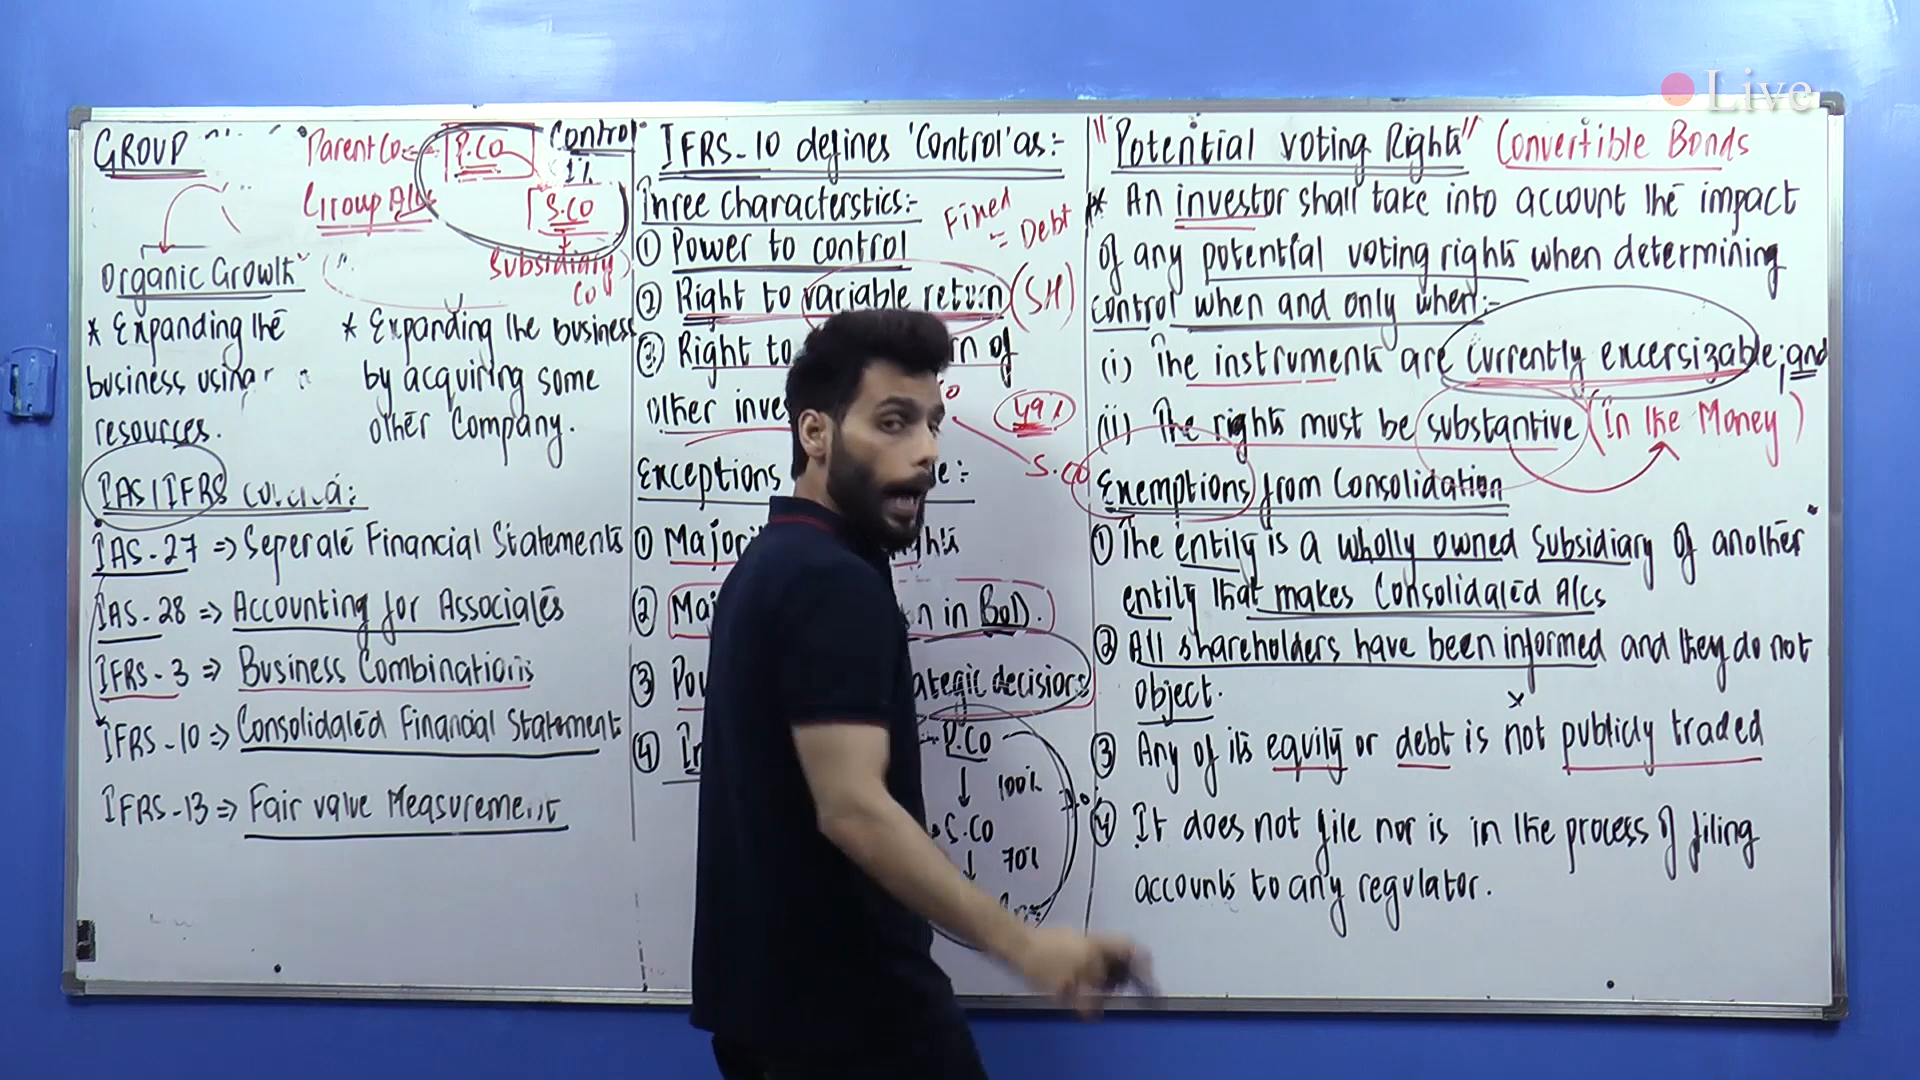 Live
GROUP
Parent Co
P.CO
Control
51%
Group A/cs
S.CO
Subsidiary
Co
Organic Growth
* Expanding the
business using
resources.
* Expanding the business
by acquiring some
other Company.
IAS/IFRS
IAS-27 => Seperate Financial Statements
IAS-28 => Accounting for Associates
IFRS-3 => Business Combinations
IFRS-10 => Consolidated Financial Statement
IFRS-13 => Fair value Measurement
IFRS-10 defines 'Control' as:-
Three Characterstics:-
① Power to control
Fixed
= Debt
② Right to variable return (SH)
③ Right to
of
Other
49%
S.CO
Exceptions
①
② in BoD.
③ decisions
④
P.CO
100%
S.CO
70%
"Potential Voting Rights" Convertible Bonds
* An investor shall take into account the impact
of any potential voting rights when determining
control when and only when:-
(i) The instruments are currently excersizable; and
(ii) The rights must be substantive (In the Money)
Exemptions from Consolidation
① The entity is a wholly owned Subsidiary of another
entity that makes Consolidated A/Cs
② All shareholders have been informed and they do not
object.
③ Any of its equity or debt is not publicly traded
④ It does not file nor is in the process of filing
accounts to any regulator.